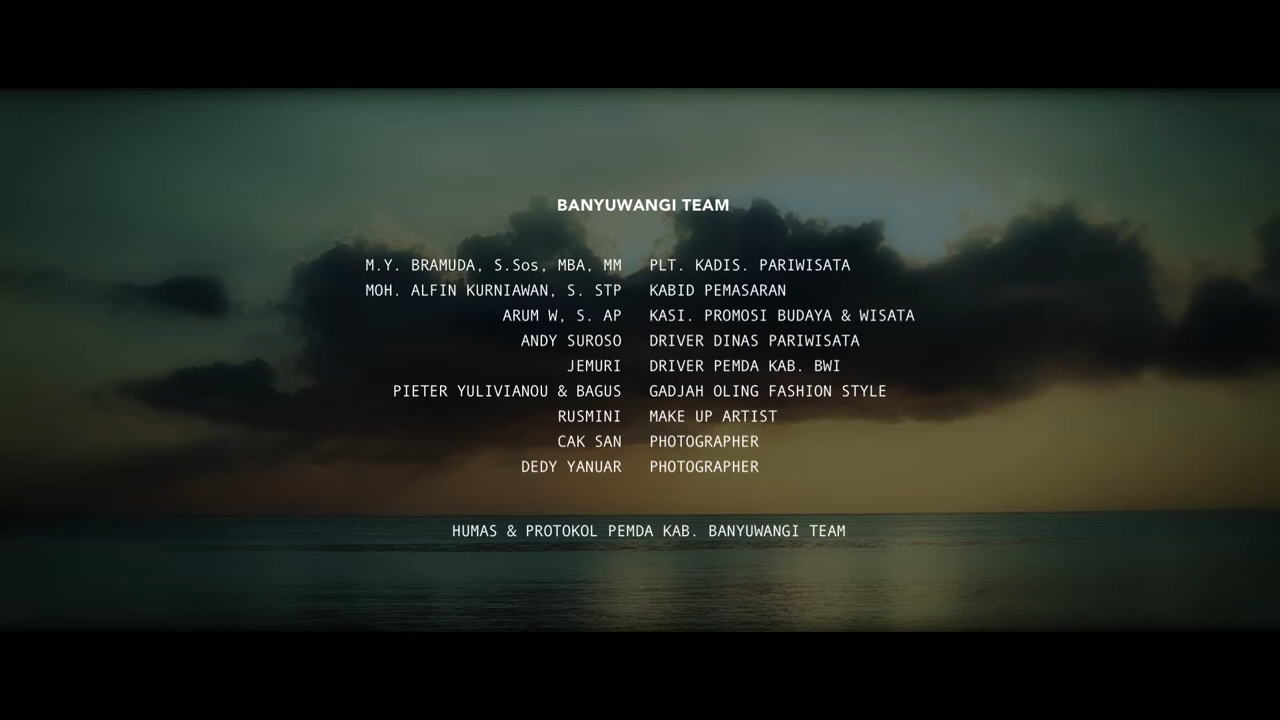 BANYUWANGI TEAM
M.Y. BRAMUDA, S.Sos, MBA, MM PLT. KADIS. PARIWISATA
MOH. ALFIN KURNIAWAN, S. STP KABID PEMASARAN
ARUM W, S. AP KASI. PROMOSI BUDAYA & WISATA
ANDY SUROSO DRIVER DINAS PARIWISATA
JEMURI DRIVER PEMDA KAB. BWI
PIETER YULIVIANOU & BAGUS GADJAH OLING FASHION STYLE
RUSMINI MAKE UP ARTIST
CAK SAN PHOTOGRAPHER
DEDY YANUAR PHOTOGRAPHER
HUMAS & PROTOKOL PEMDA KAB. BANYUWANGI TEAM